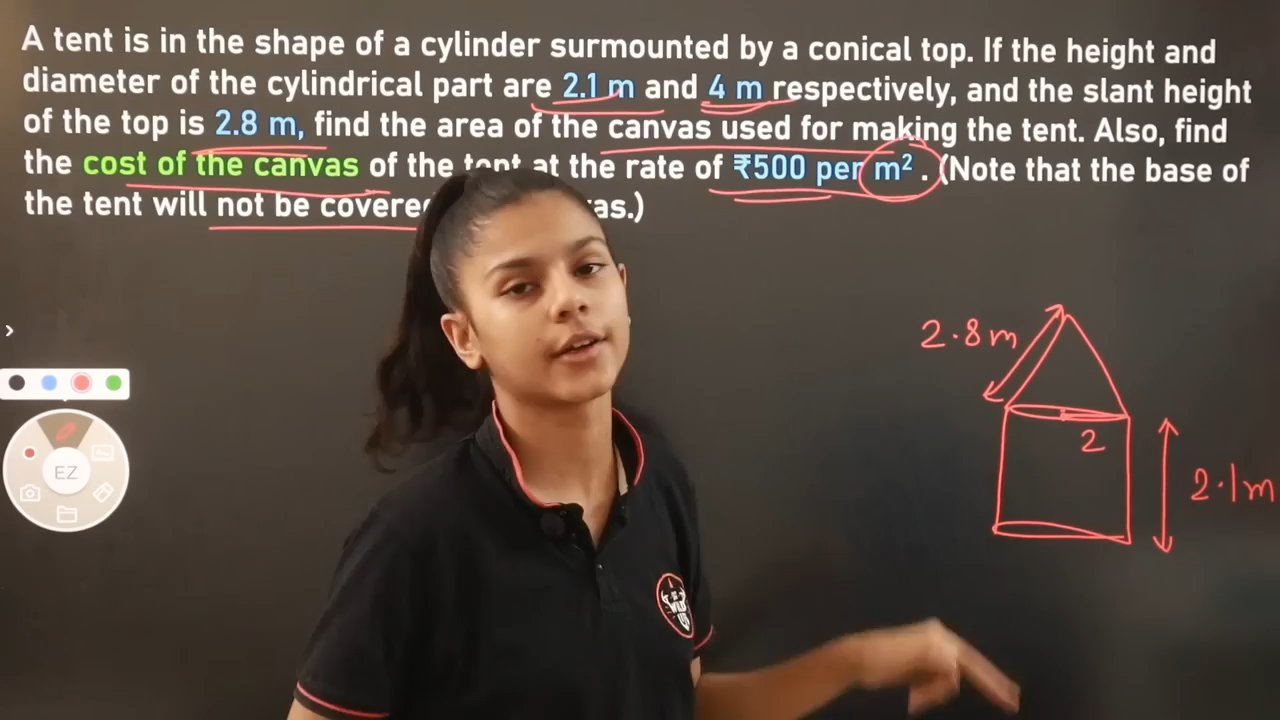 A tent is in the shape of a cylinder surmounted by a conical top. If the height and
diameter of the cylindrical part are 2.1 m and 4 m respectively, and the slant height
of the top is 2.8 m, find the area of the canvas used for making the tent. Also, find
the cost of the canvas of the tent at the rate of ₹500 per m². (Note that the base of
the tent will not be covere as.)
2.8m
2
2.1m
EZ